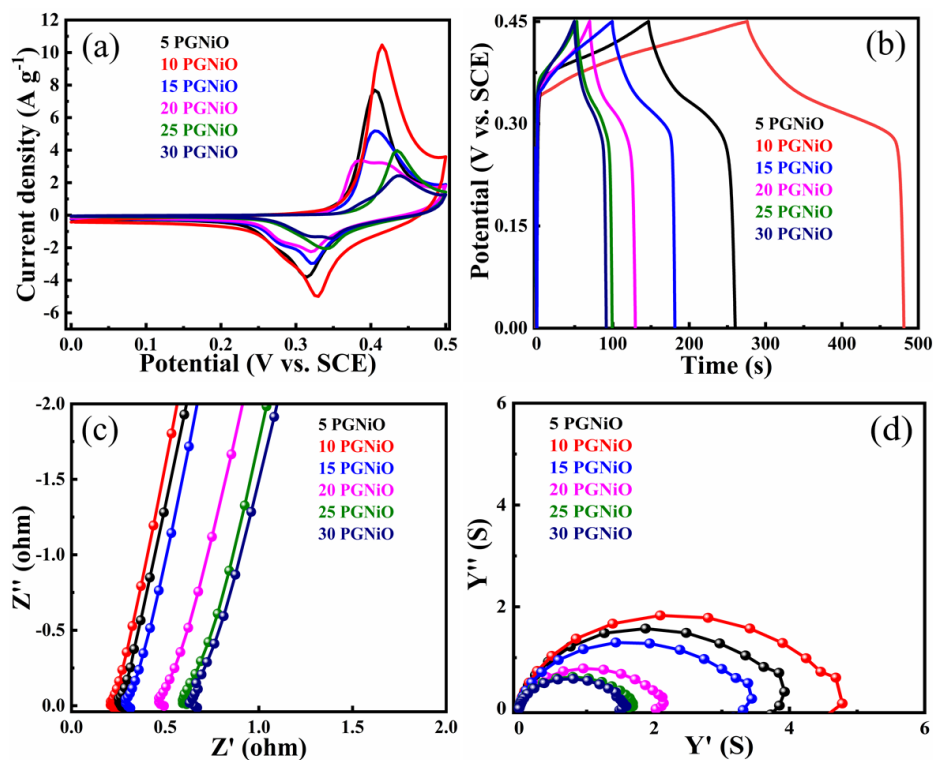 (a)
5 PGNiO
10 PGNiO
15 PGNiO
20 PGNiO
25 PGNiO
30 PGNiO
Current density (A g-1)
12
10
8
6
4
2
0
-2
-4
-6
0.0
0.1
0.2
0.3
0.4
0.5
Potential (V vs. SCE)
(b)
5 PGNiO
10 PGNiO
15 PGNiO
20 PGNiO
25 PGNiO
30 PGNiO
Potential (V vs. SCE)
0.45
0.30
0.15
0.00
0
100
200
300
400
500
Time (s)
(c)
5 PGNiO
10 PGNiO
15 PGNiO
20 PGNiO
25 PGNiO
30 PGNiO
Z'' (ohm)
-2.0
-1.5
-1.0
-0.5
0.0
0.0
0.5
1.0
1.5
2.0
Z' (ohm)
(d)
5 PGNiO
10 PGNiO
15 PGNiO
20 PGNiO
25 PGNiO
30 PGNiO
Y'' (S)
6
4
2
0
0
2
4
6
Y' (S)